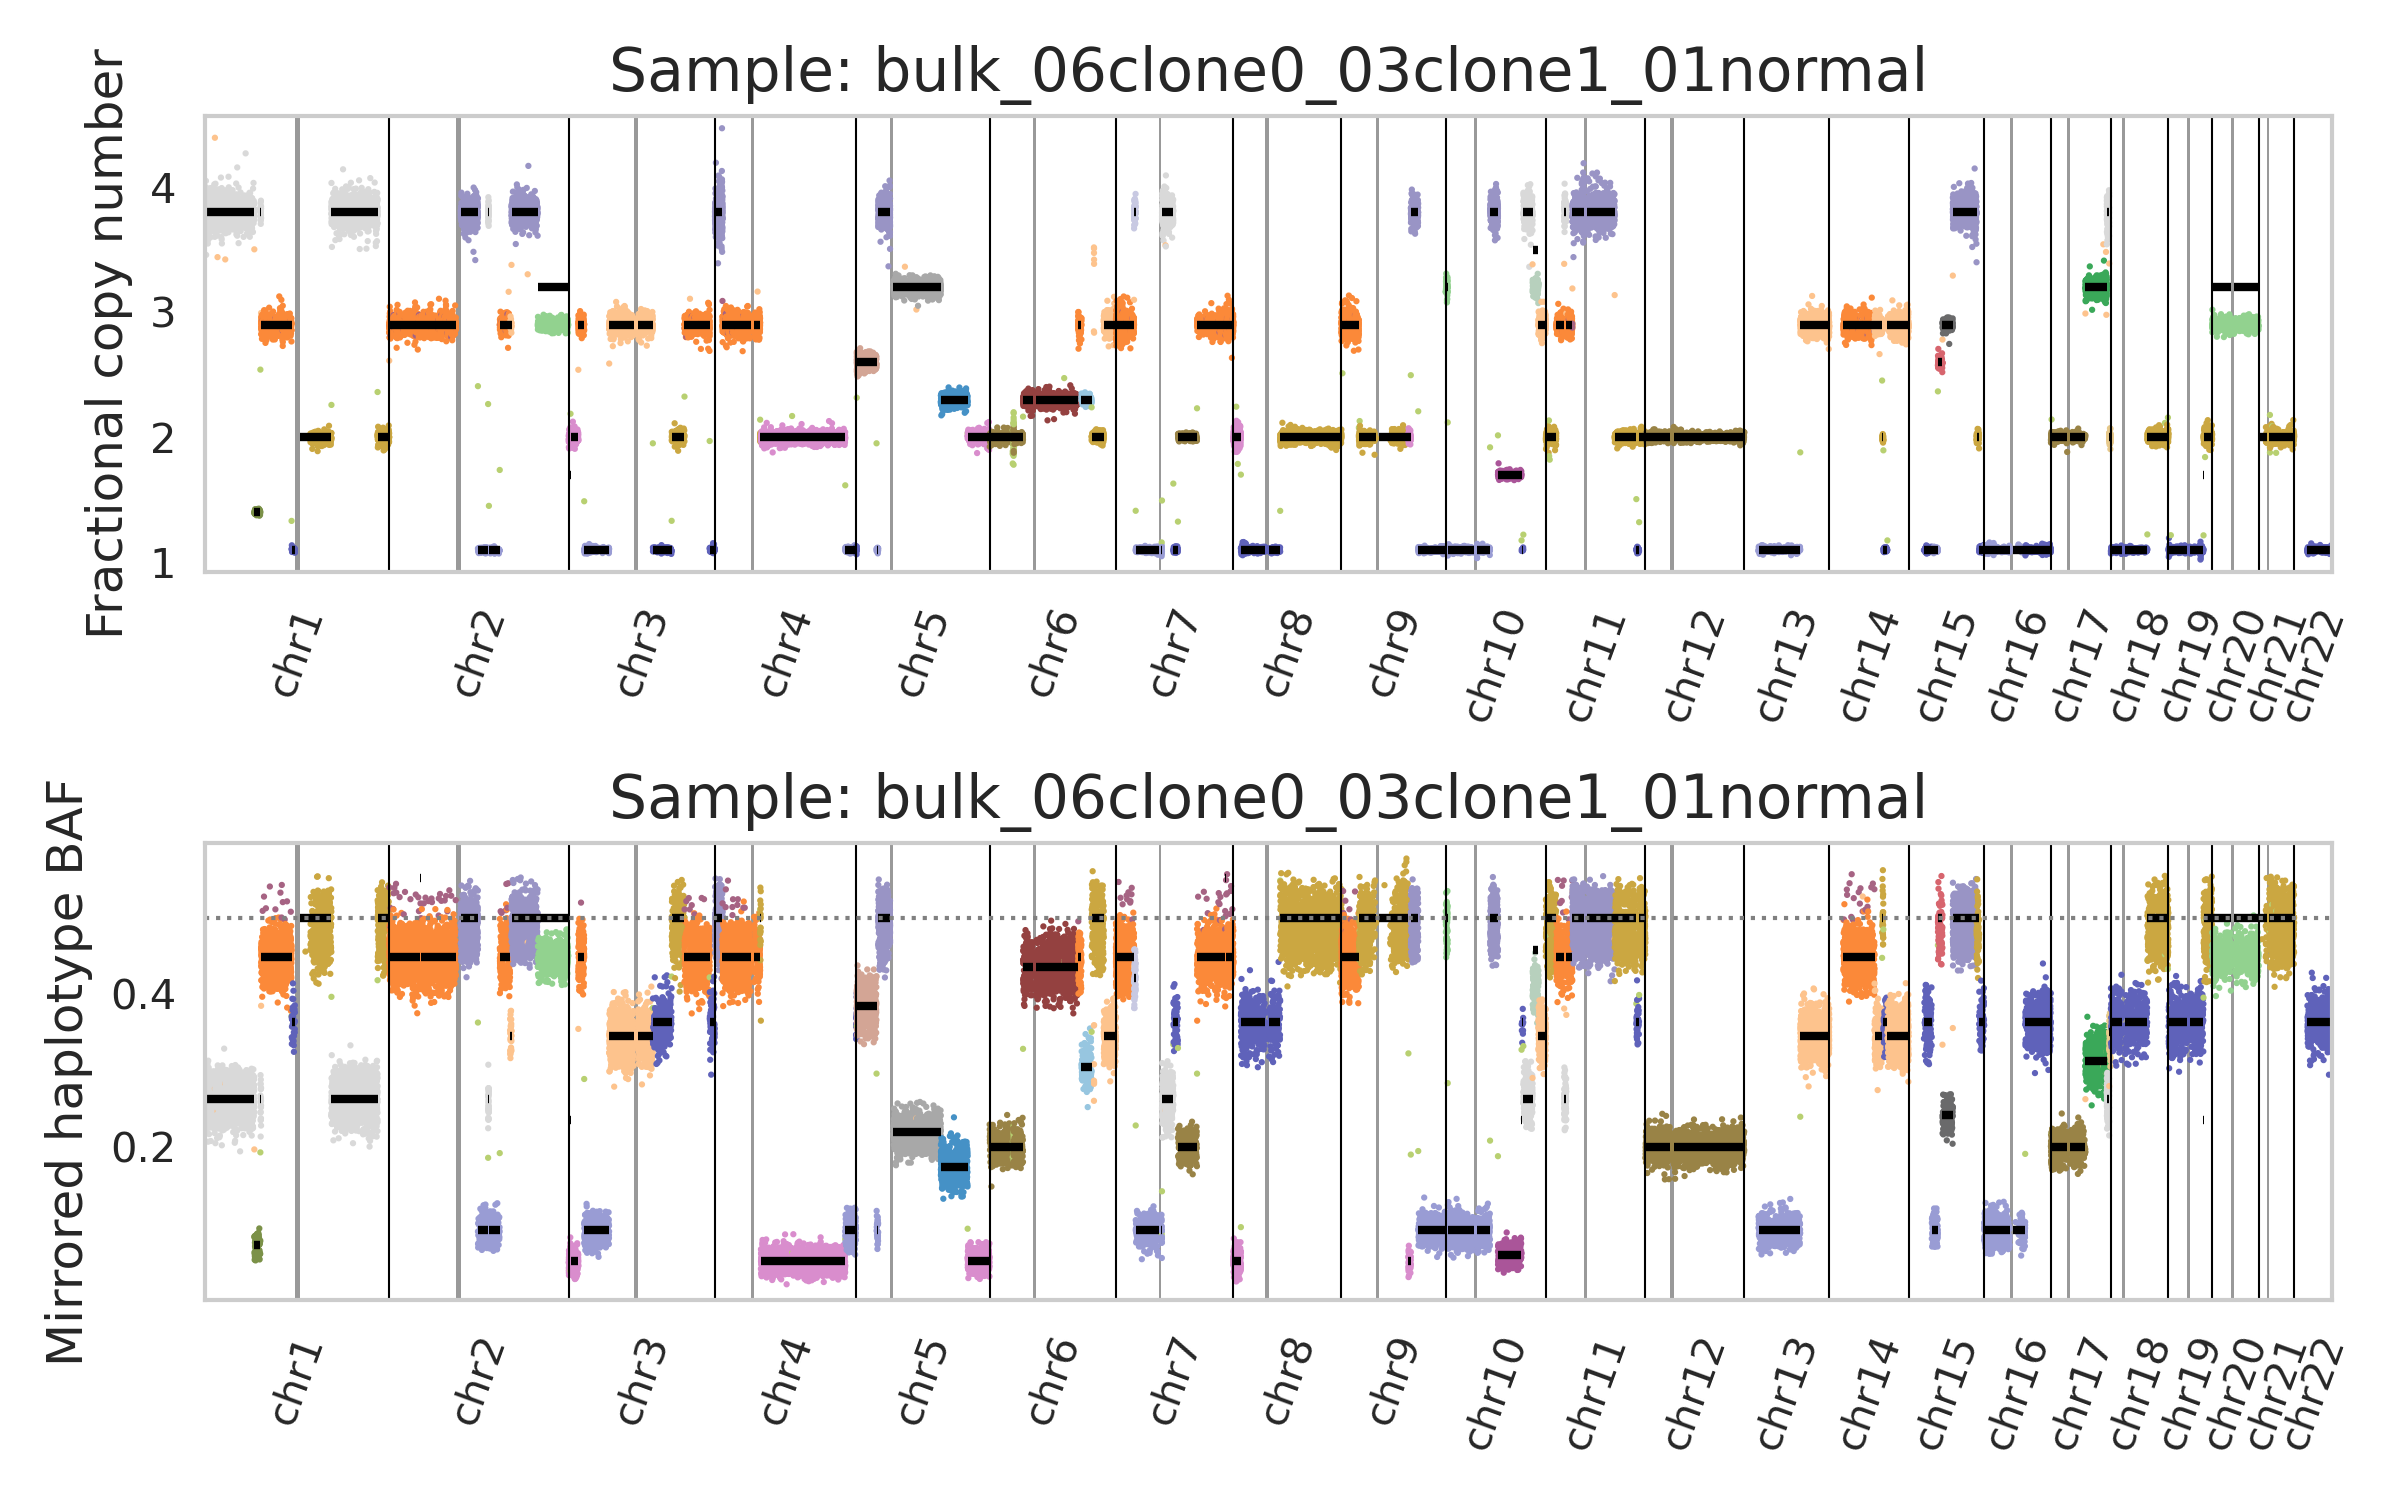 Sample: bulk_06clone0_03clone1_01normal
Fractional copy number
4
3
2
1
chr1 chr2 chr3 chr4 chr5 chr6 chr7 chr8 chr9 chr10 chr11 chr12 chr13 chr14 chr15 chr16 chr17 chr18 chr19 chr20 chr21 chr22
Sample: bulk_06clone0_03clone1_01normal
Mirrored haplotype BAF
0.4
0.2
chr1 chr2 chr3 chr4 chr5 chr6 chr7 chr8 chr9 chr10 chr11 chr12 chr13 chr14 chr15 chr16 chr17 chr18 chr19 chr20 chr21 chr22